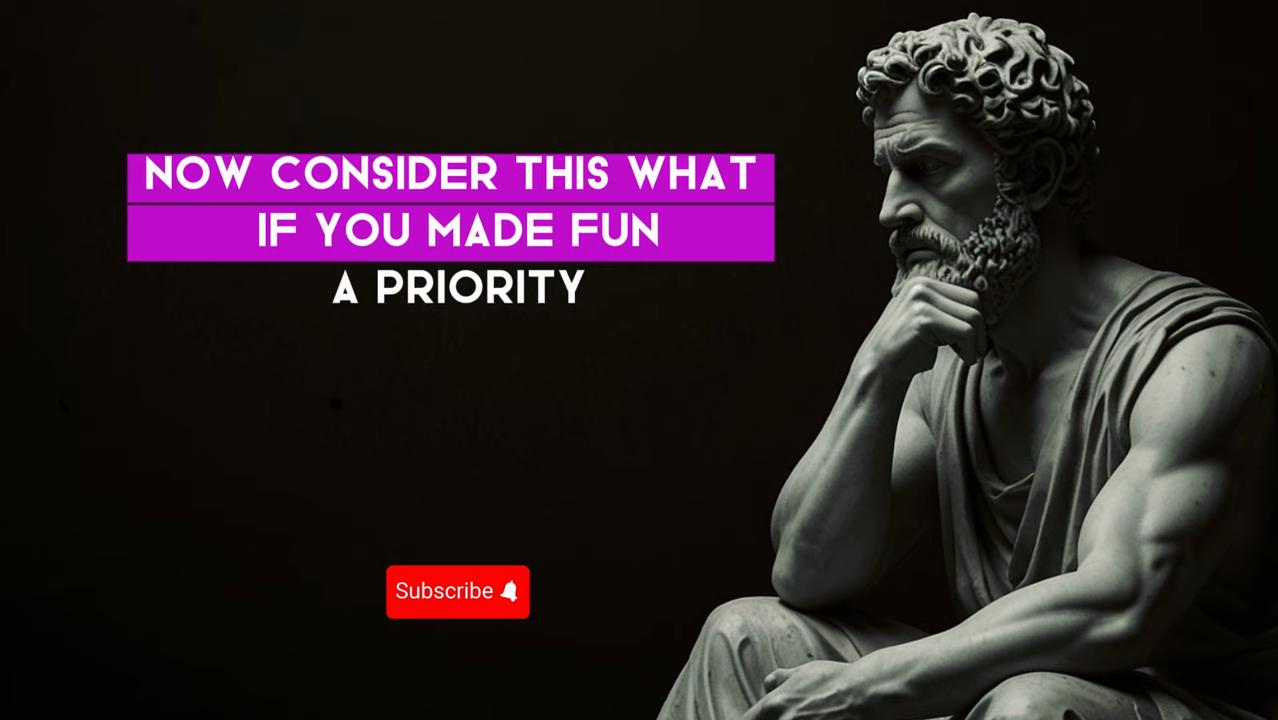 NOW CONSIDER THIS WHAT
IF YOU MADE FUN
A PRIORITY
Subscribe